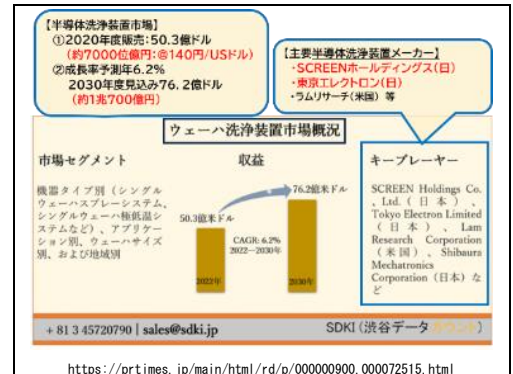 【半導体洗浄装置市場】
①2020年度販売:50.3億ドル
(約7000位億円:@140円/USドル)
②成長率予測年6.2%
2030年度見込み76.2億ドル
(約1兆700億円)
【主要半導体洗浄装置メーカー】
・SCREENホールディングス(日)
・東京エレクトロン(日)
・ラムリサーチ(米国) 等
ウェーハ洗浄装置市場概況
市場セグメント
機器タイプ別(シングル
ウェーハスプレーシステム、
シングルウェーハ極低温シ
ステムなど)、アプリケー
ション別、ウェーハサイズ
別、および地域別
収益
50.3億米ドル
76.2億米ドル
CAGR: 6.2%
2022ー2030年
2022年
2030年
キープレーヤー
SCREEN Holdings Co.
, Ltd.(日本)、
Tokyo Electron Limited
(日本)、Lam
Research Corporation
(米国)、Shibaura
Mechatronics
Corporation(日本)な
ど
+ 81 3 45720790 | sales@sdki.jp
SDKI(渋谷データカウント)
https://prtimes.jp/main/html/rd/p/000000900.000072515.html